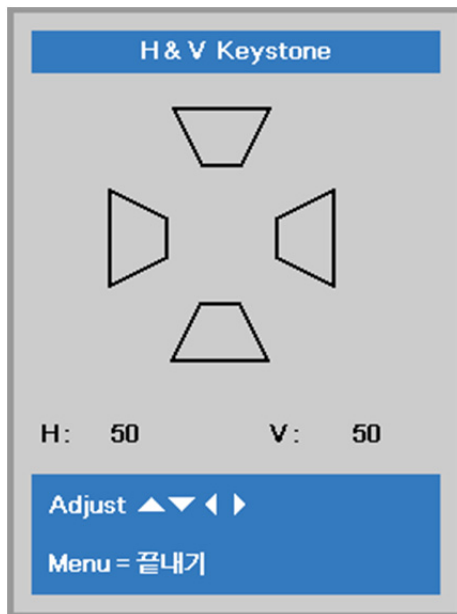 H & V Keystone
H: 50 V: 50
Adjust ▲▼◀▶
Menu = 끝내기